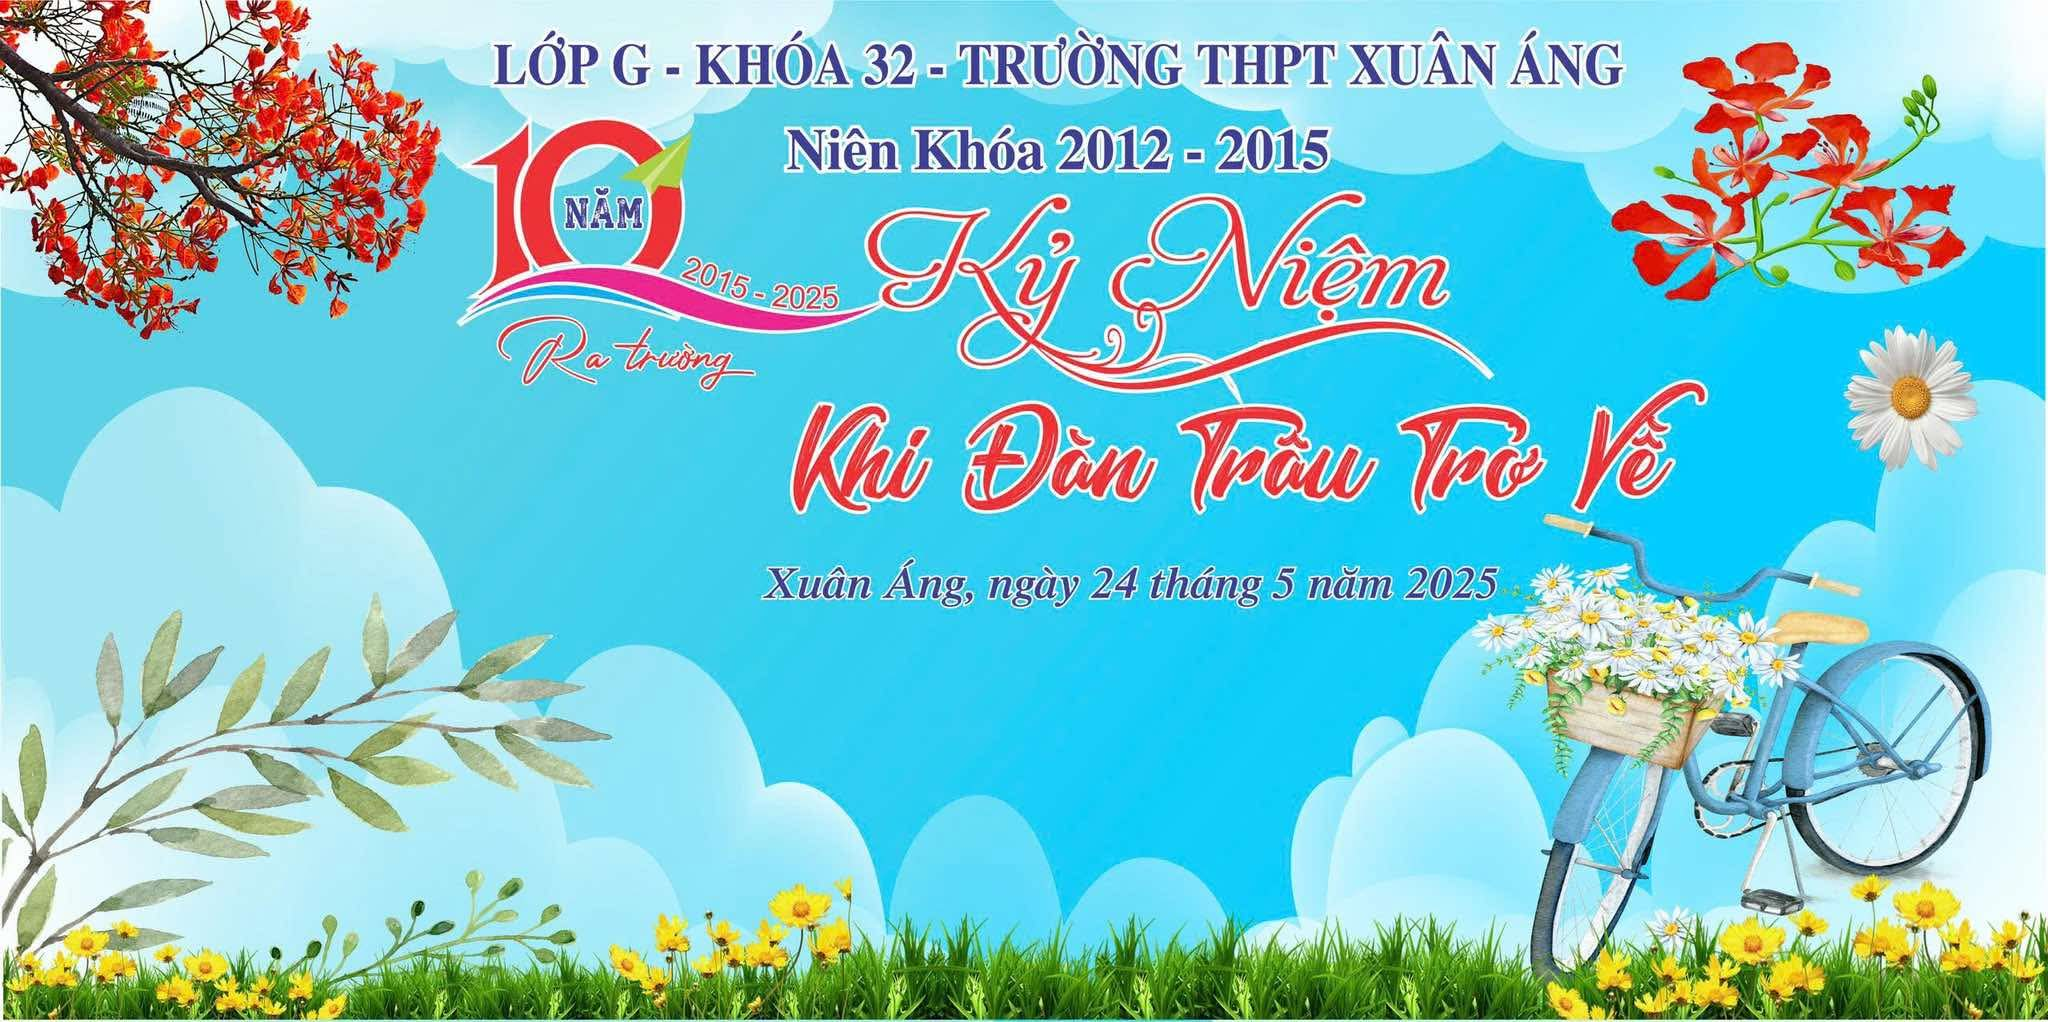 LỚP G - KHÓA 32 - TRƯỜNG THPT XUÂN ÁNG
Niên Khóa 2012 - 2015
10
NĂM
2015 - 2025
Ra trường
Kỷ Niệm
Khi Đàn Trâu Trở Về
Xuân Áng, ngày 24 tháng 5 năm 2025